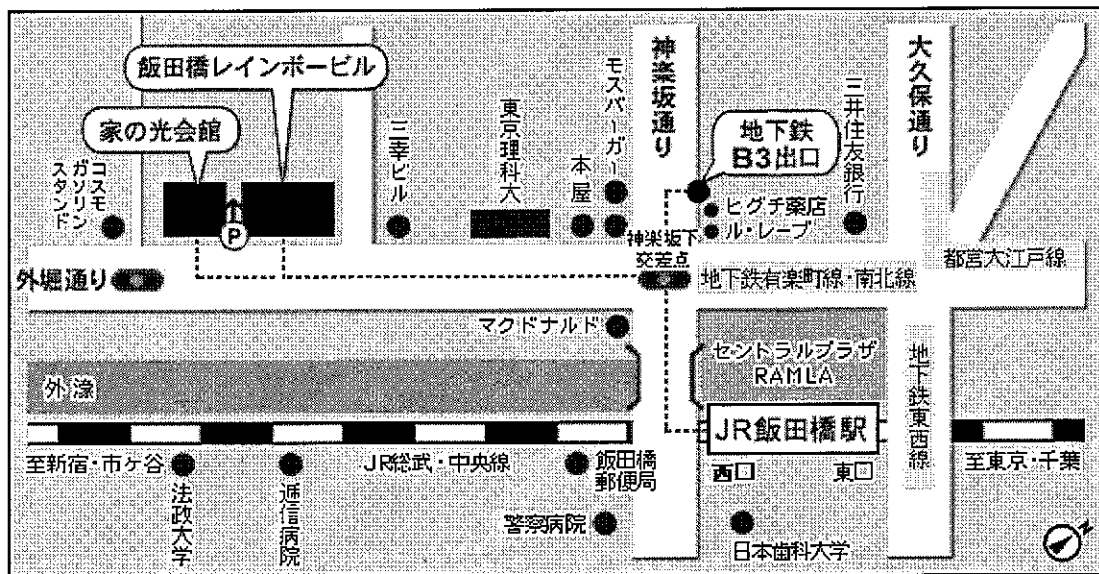 飯田橋レインボービル
家の光会館
コスモ
ガソリン
スタンド
P
三幸ビル
東京理科大
本屋
モスバーガー
神楽坂通り
地下鉄
B3出口
ヒグチ薬店
ル・レーブ
三井住友銀行
大久保通り
外堀通り
神楽坂下
交差点
地下鉄有楽町線・南北線
都営大江戸線
マクドナルド
セントラルプラザ
RAMLA
地下鉄東西線
外濠
JR飯田橋駅
至新宿・市ヶ谷
JR総武・中央線
飯田橋
郵便局
西口
東口
至東京・千葉
法政大学
逓信病院
警察病院
日本歯科大学
N